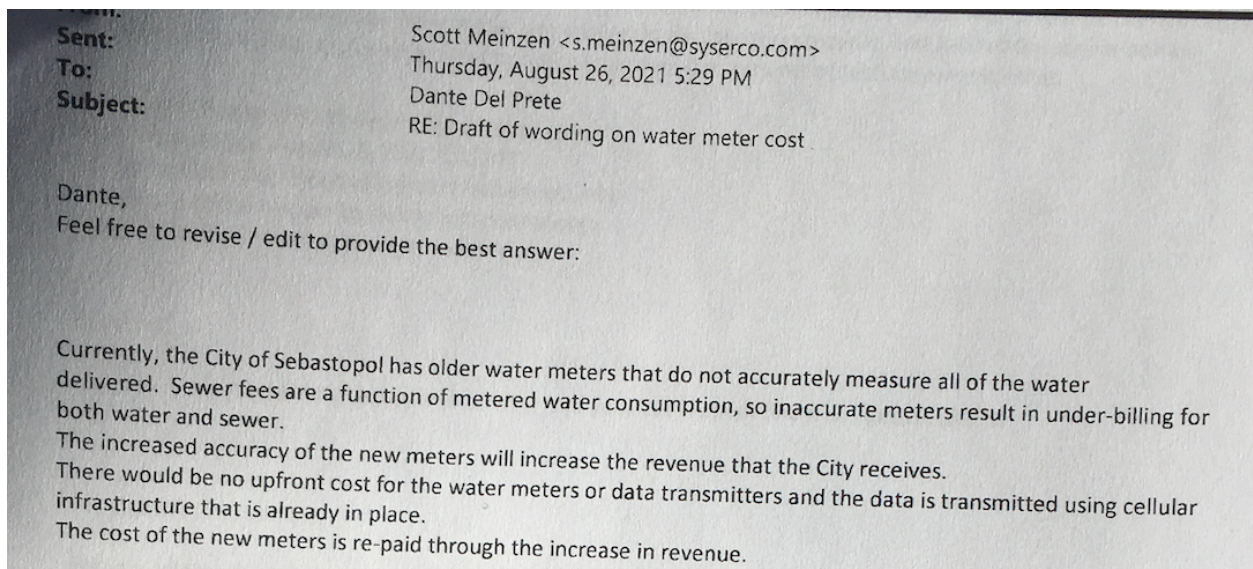 From:
Sent: Scott Meinzen <s.meinzen@syserco.com>
To: Thursday, August 26, 2021 5:29 PM
Subject: Dante Del Prete
RE: Draft of wording on water meter cost
Dante,
Feel free to revise / edit to provide the best answer:
Currently, the City of Sebastopol has older water meters that do not accurately measure all of the water
delivered. Sewer fees are a function of metered water consumption, so inaccurate meters result in under-billing for
both water and sewer.
The increased accuracy of the new meters will increase the revenue that the City receives.
There would be no upfront cost for the water meters or data transmitters and the data is transmitted using cellular
infrastructure that is already in place.
The cost of the new meters is re-paid through the increase in revenue.